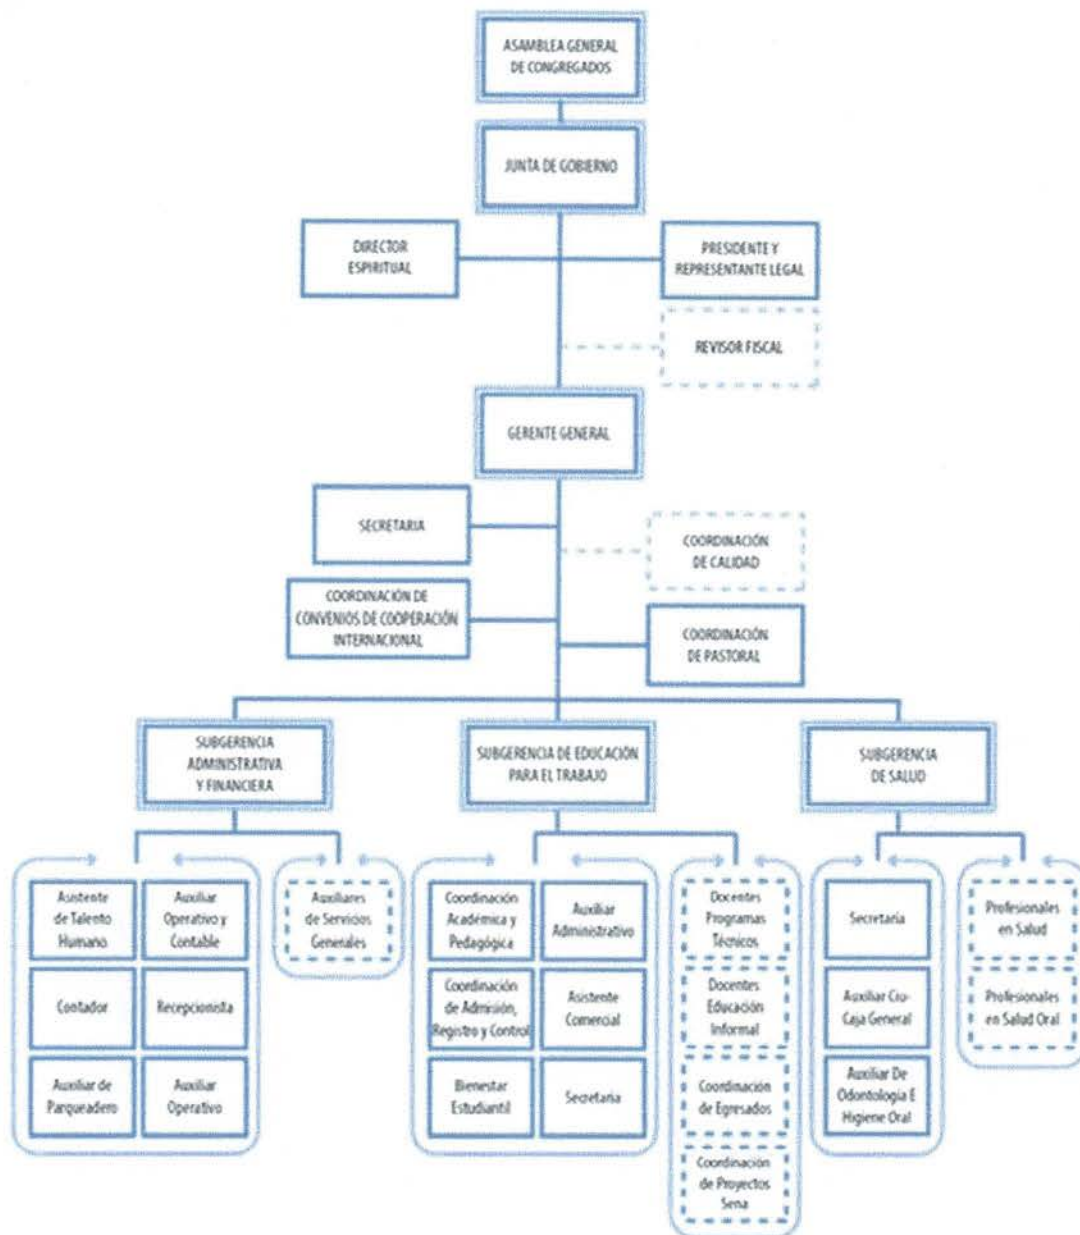 ASAMBLEA GENERAL
DE CONGREGADOS
JUNTA DE GOBIERNO
DIRECTOR
ESPIRITUAL
PRESIDENTE Y
REPRESENTANTE LEGAL
REVISOR FISCAL
GERENTE GENERAL
SECRETARIA
COORDINACIÓN
DE CALIDAD
COORDINACIÓN DE
CONVENIOS DE COOPERACIÓN
INTERNACIONAL
COORDINACIÓN
DE PASTORAL
SUBGERENCIA
ADMINISTRATIVA
Y FINANCIERA
SUBGERENCIA DE EDUCACIÓN
PARA EL TRABAJO
SUBGERENCIA
DE SALUD
Asistente
de Talento
Humano
Auxiliar
Operativo y
Contable
Contador
Recepcionista
Auxiliar de
Parqueadero
Auxiliar
Operativo
Auxiliares
de Servicios
Generales
Coordinación
Académica y
Pedagógica
Auxiliar
Administrativo
Coordinación
de Admisión,
Registro y Control
Asistente
Comercial
Bienestar
Estudiantil
Secretaria
Docentes
Programas
Técnicos
Docentes
Educación
Informal
Coordinación
de Egresados
Coordinación
de Proyectos
Sena
Secretaría
Auxiliar Ciu-
Caja General
Auxiliar De
Odontología E
Higiene Oral
Profesionales
en Salud
Profesionales
en Salud Oral